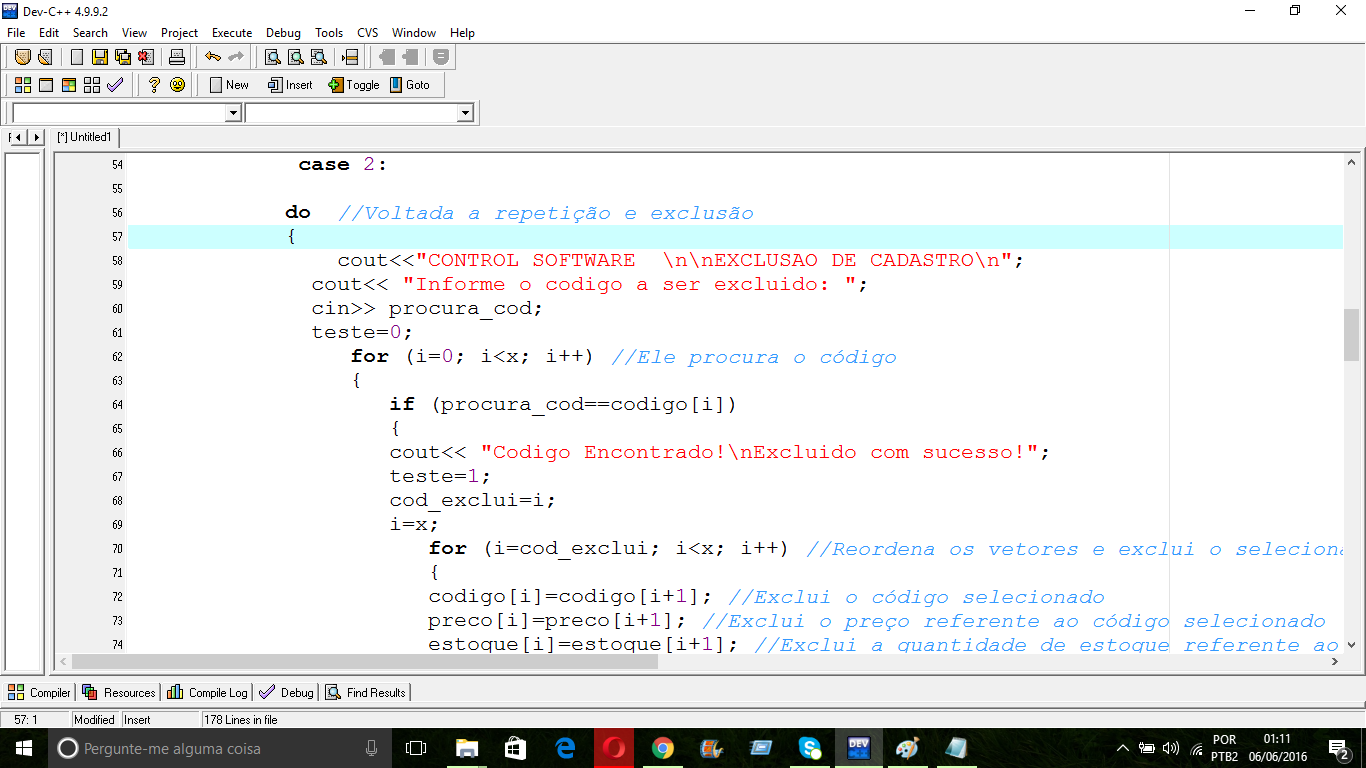 Dev-C++ 4.9.9.2
File Edit Search View Project Execute Debug Tools CVS Window Help
New Insert Toggle Goto
[*] Untitled1
54 case 2:
55
56 do //Voltada a repetição e exclusão
57 {
58 cout<<"CONTROL SOFTWARE \n\nEXCLUSAO DE CADASTRO\n";
59 cout<< "Informe o codigo a ser excluido: ";
60 cin>> procura_cod;
61 teste=0;
62 for (i=0; i<x; i++) //Ele procura o código
63 {
64 if (procura_cod==codigo[i])
65 {
66 cout<< "Codigo Encontrado!\nExcluido com sucesso!";
67 teste=1;
68 cod_exclui=i;
69 i=x;
70 for (i=cod_exclui; i<x; i++) //Reordena os vetores e exclui o seleciona
71 {
72 codigo[i]=codigo[i+1]; //Exclui o código selecionado
73 preco[i]=preco[i+1]; //Exclui o preço referente ao código selecionado
74 estoque[i]=estoque[i+1]; //Exclui a quantidade de estoque referente ao
Compiler Resources Compile Log Debug Find Results
57: 1 Modified Insert 178 Lines in file
Pergunte-me alguma coisa
POR 01:11
PTB2 06/06/2016 2